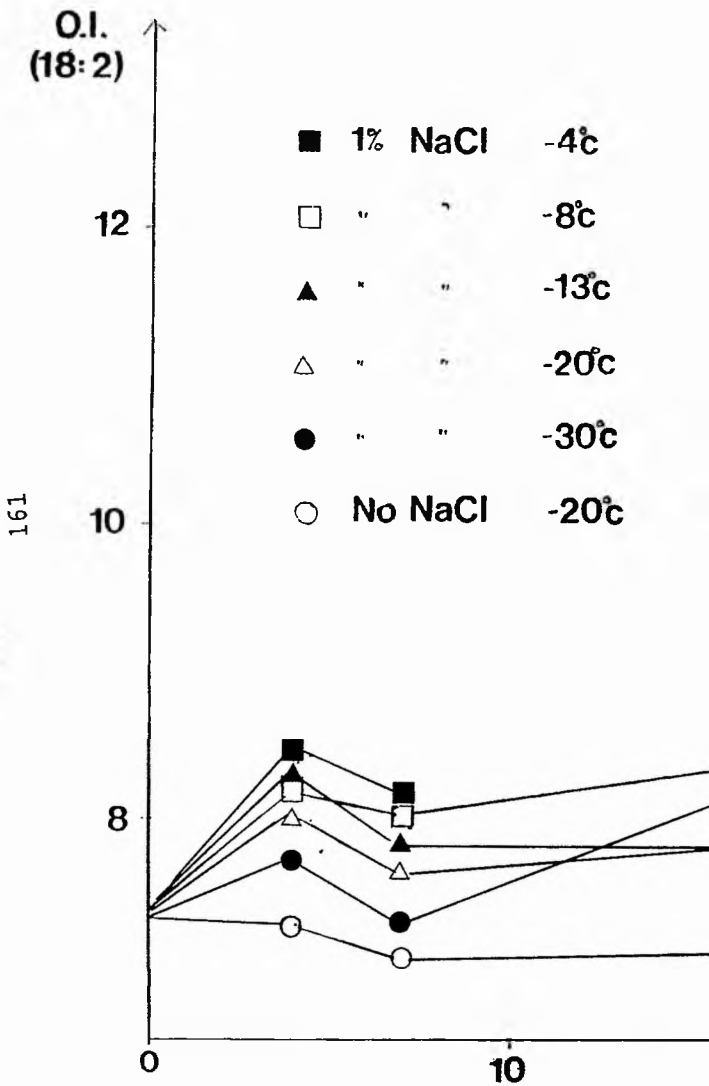 O.I.
(18:2)
■ 1% NaCl -4°c
12
□ " " -8°c
▲ " " -13°c
△ " " -20°c
● " " -30°c
161
10
○ No NaCl -20°c
8
0
10